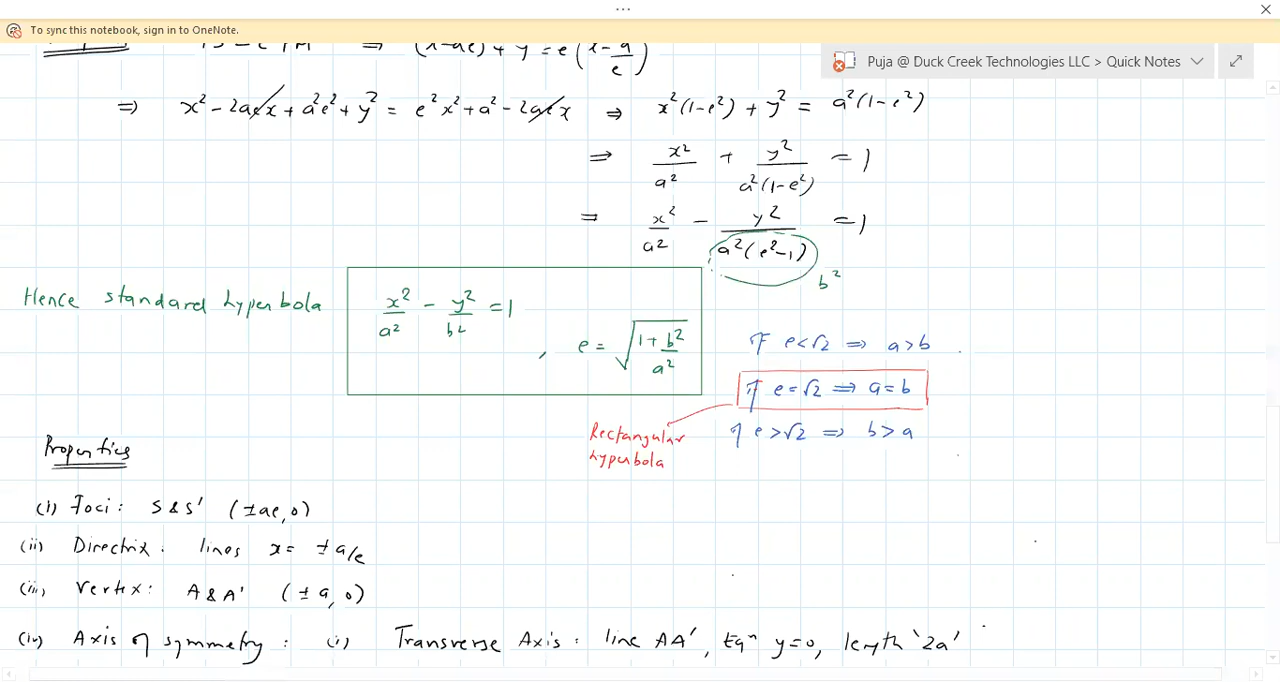 To sync this notebook, sign in to OneNote.
Puja @ Duck Creek Technologies LLC > Quick Notes
⇒ x² - 2aex + a²e² + y² = e²x² + a² - 2aex ⇒ x²(1-e²) + y² = a²(1-e²)
⇒ x²/a² + y²/a²(1-e²) = 1
= x²/a² - y²/a²(e²-1) = 1
b²
Hence standard hyperbola x²/a² - y²/b² = 1 , e = √(1 + b²/a²)
if e < √2 ⇒ a > b
if e = √2 ⇒ a = b
if e > √2 ⇒ b > a
Rectangular
hyperbola
Properties
(i) Foci: S & S' (±ae, 0)
(ii) Directrix: lines x = ± a/e
(iii) Vertex: A & A' (± a, 0)
(iv) Axis of symmetry: (i) Transverse Axis: line AA', Eqⁿ y=0, length '2a'